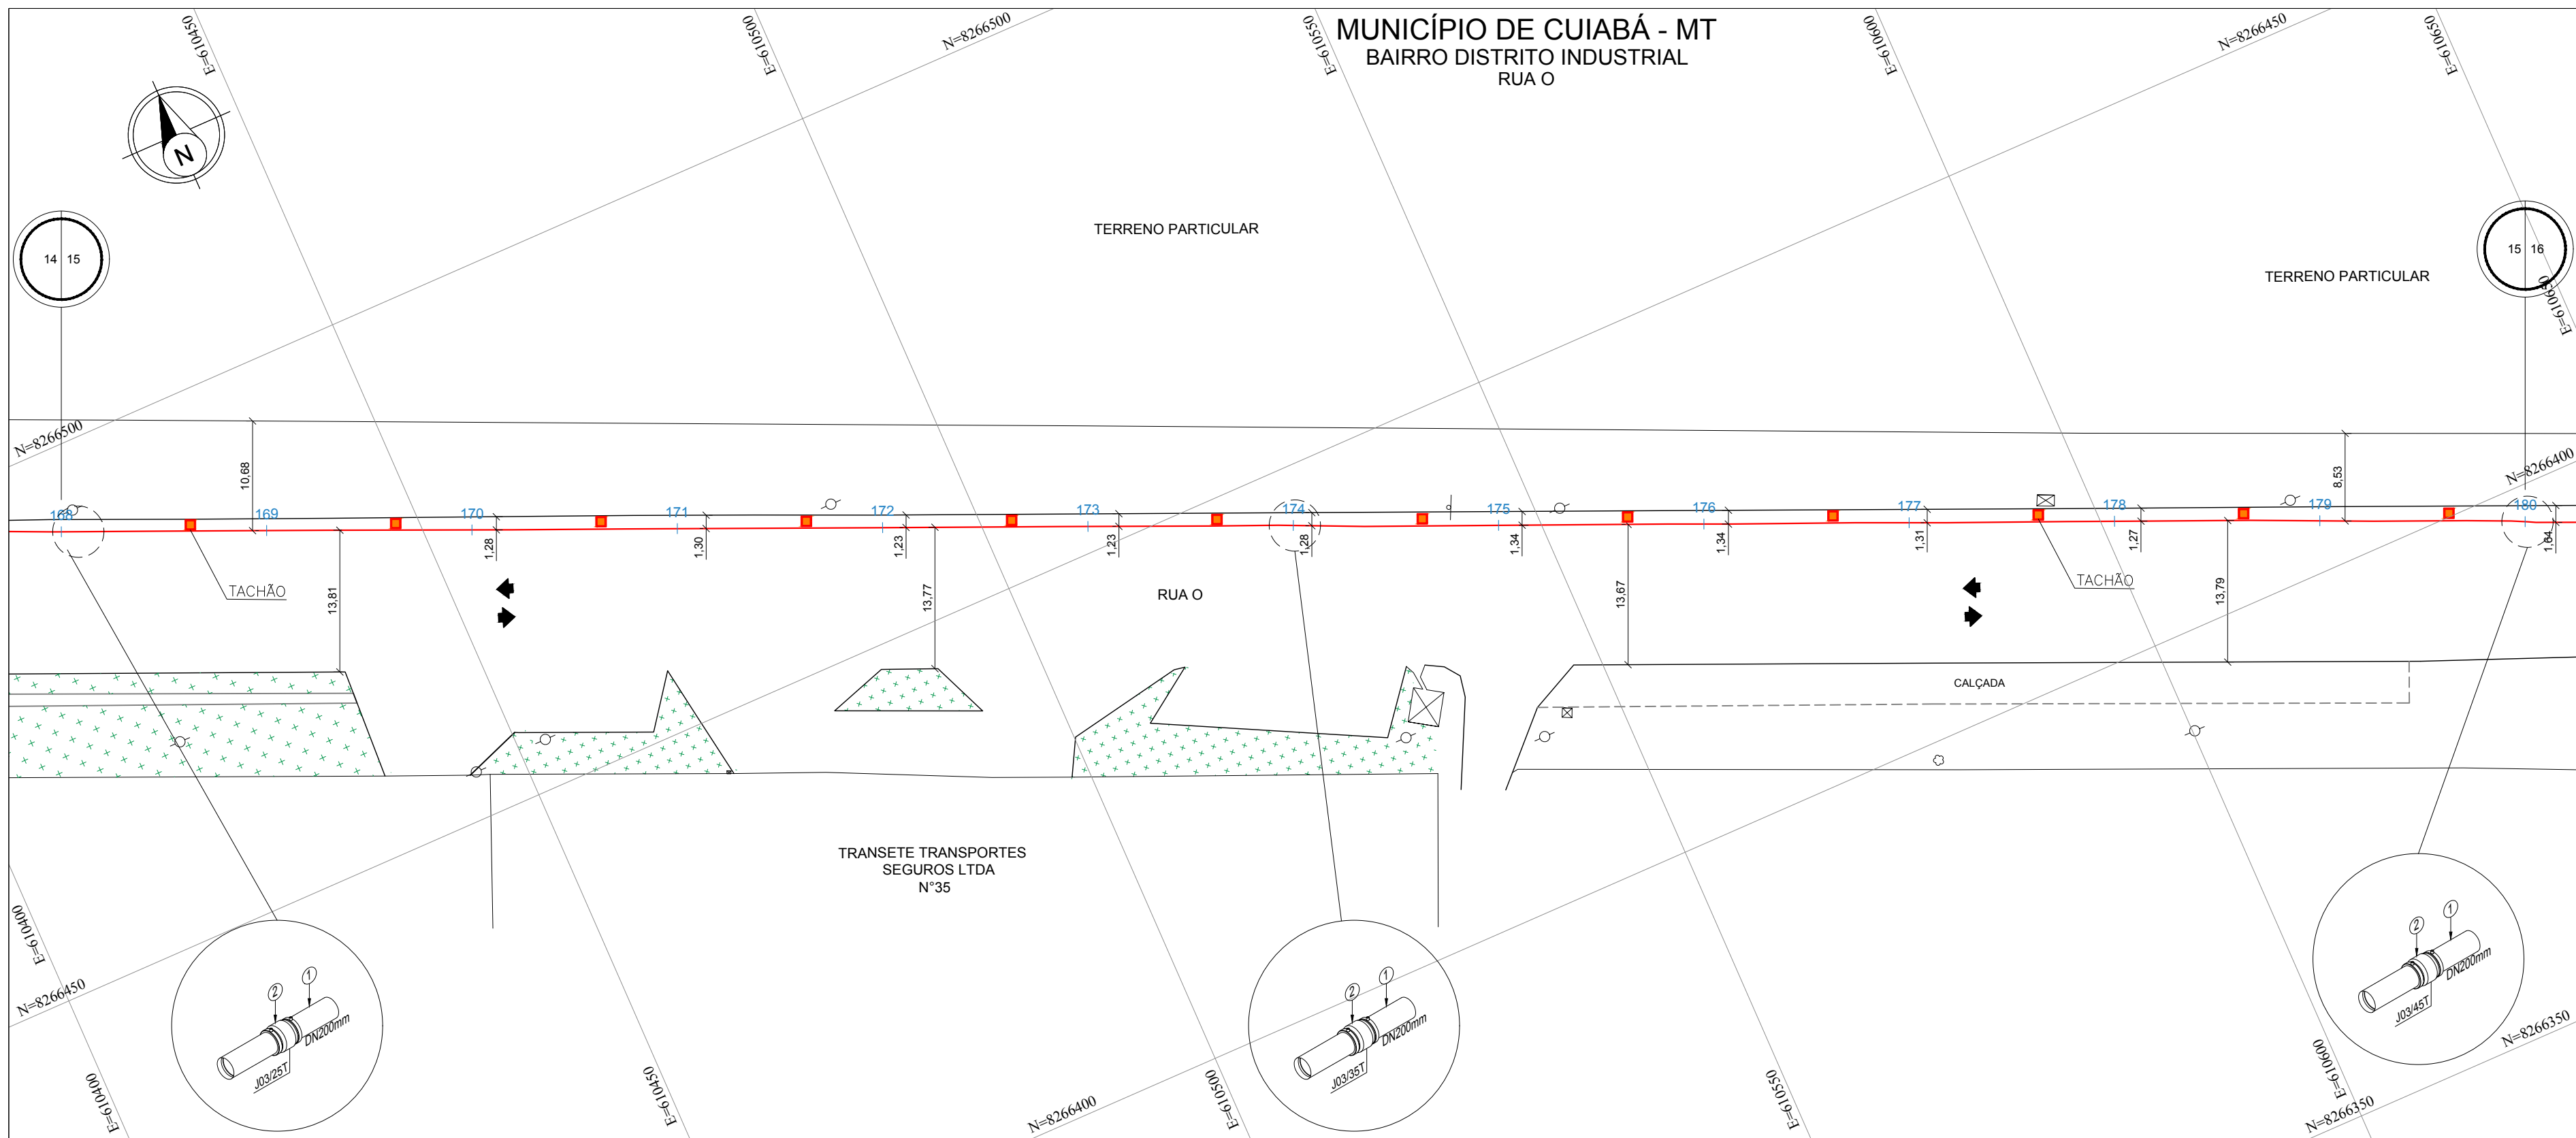 MUNICÍPIO DE CUIABÁ - MT
BAIRRO DISTRITO INDUSTRIAL
RUA O
E=610450
E=610500
N=8266500
E=610550
E=610600
N=8266450
E=610650
N
14 15
TERRENO PARTICULAR
15 16
TERRENO PARTICULAR
E=610650
N=8266500
10,68
8,53
N=8266400
168
169
170
171
172
173
174
175
176
177
178
179
180
1,28
1,30
1,23
1,23
1,28
1,34
1,34
1,31
1,27
1,64
TACHÃO
13,81
13,77
RUA O
13,67
TACHÃO
13,79
CALÇADA
TRANSETE TRANSPORTES
SEGUROS LTDA
N°35
E=610400
N=8266450
2
1
DN200mm
J03/25T
2
1
DN200mm
J03/35T
2
1
DN200mm
J03/45T
N=8266350
E=610400
E=610450
N=8266400
E=610500
E=610550
E=610600
N=8266350